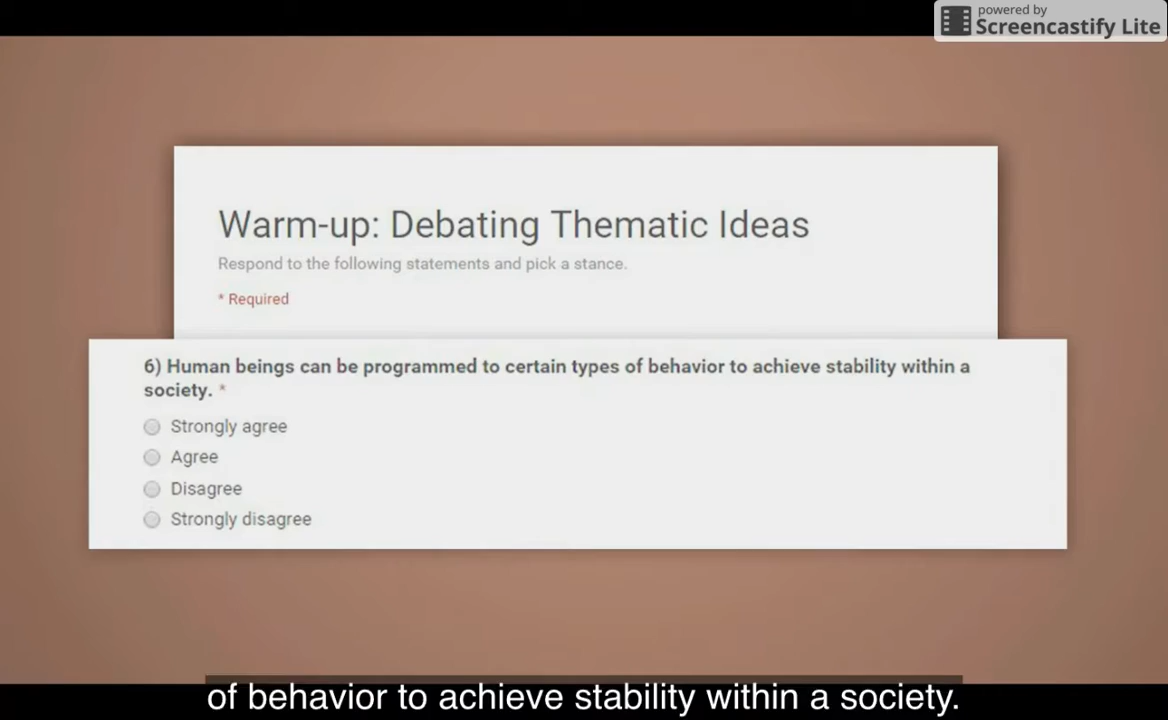 powered by
Screencastify Lite
Warm-up: Debating Thematic Ideas
Respond to the following statements and pick a stance.
* Required
6) Human beings can be programmed to certain types of behavior to achieve stability within a
society. *
Strongly agree
Agree
Disagree
Strongly disagree
of behavior to achieve stability within a society.